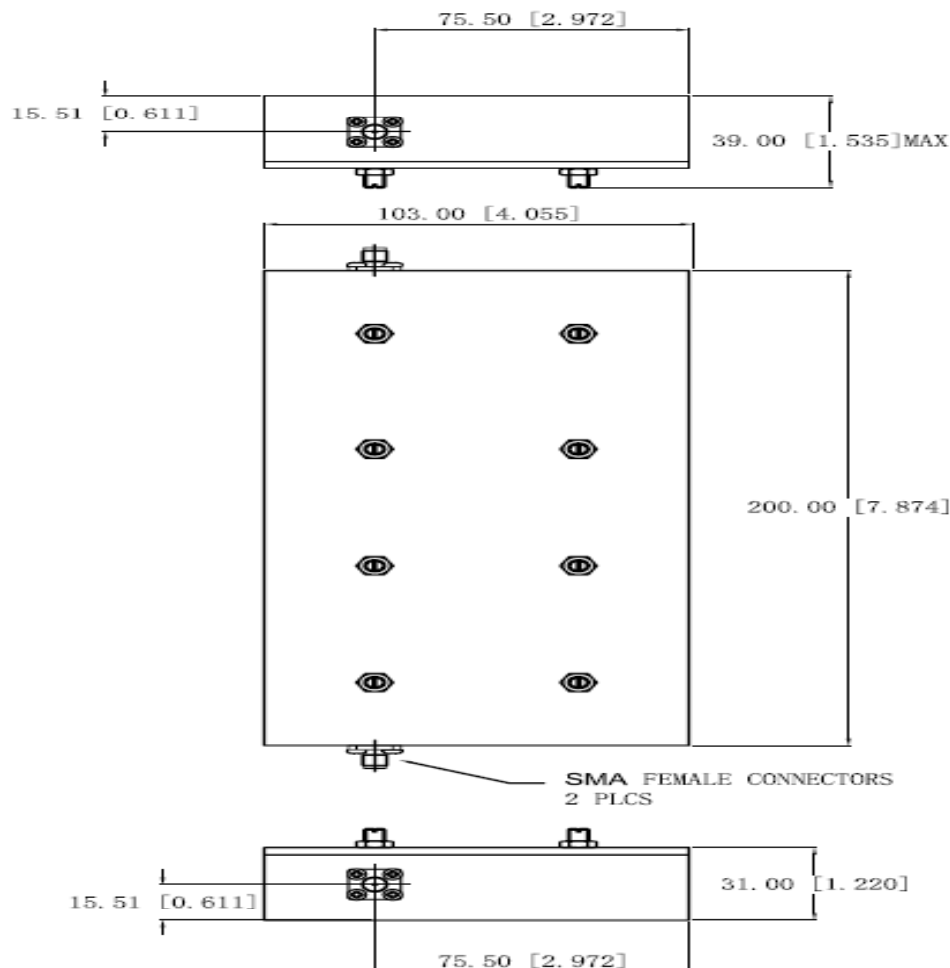 75.50 [2.972]
15.51 [0.611]
39.00 [1.535]MAX
103.00 [4.055]
200.00 [7.874]
SMA FEMALE CONNECTORS
2 PLCS
31.00 [1.220]
15.51 [0.611]
75.50 [2.972]